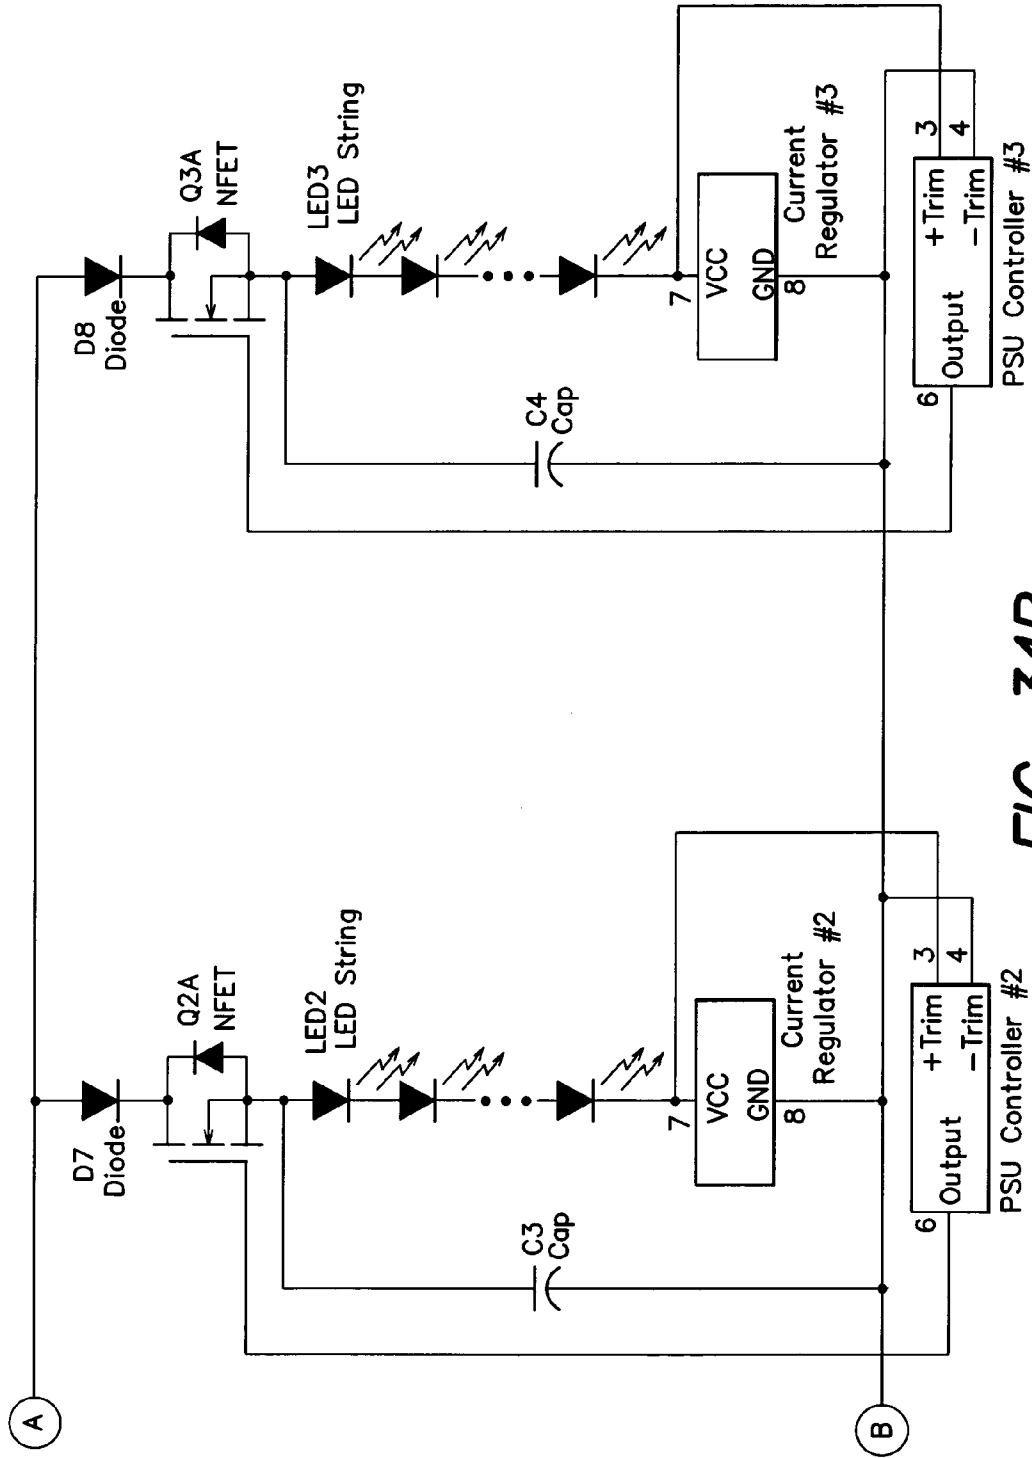 A
D7
Diode
Q2A
NFET
LED2
LED String
C3
Cap
7
VCC
GND
8
Current
Regulator #2
3
4
+Trim
-Trim
Output
6
PSU Controller #2
D8
Diode
Q3A
NFET
LED3
LED String
C4
Cap
7
VCC
GND
8
Current
Regulator #3
3
4
+Trim
-Trim
Output
6
PSU Controller #3
B